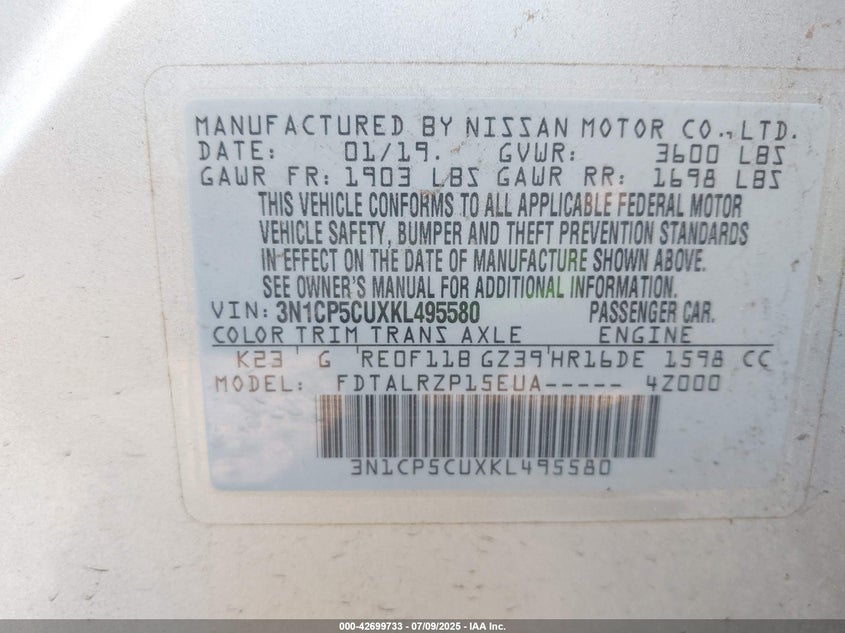 MANUFACTURED BY NISSAN MOTOR CO., LTD.
DATE: 01/19. GVWR: 3600 LBS
GAWR FR: 1903 LBS GAWR RR: 1698 LBS
THIS VEHICLE CONFORMS TO ALL APPLICABLE FEDERAL MOTOR
VEHICLE SAFETY, BUMPER AND THEFT PREVENTION STANDARDS
IN EFFECT ON THE DATE OF MANUFACTURE SHOWN ABOVE.
SEE OWNER'S MANUAL FOR ADDITIONAL INFORMATION.
VIN: 3N1CP5CUXKL495580 PASSENGER CAR.
COLOR TRIM TRANS AXLE ENGINE
K23 G RE0F11B GZ39 HR16DE 1598 CC
MODEL: FDTALRZP15EUA----- 4Z000
3N1CP5CUXKL495580
000-42699733 - 07/09/2025 - IAA Inc.